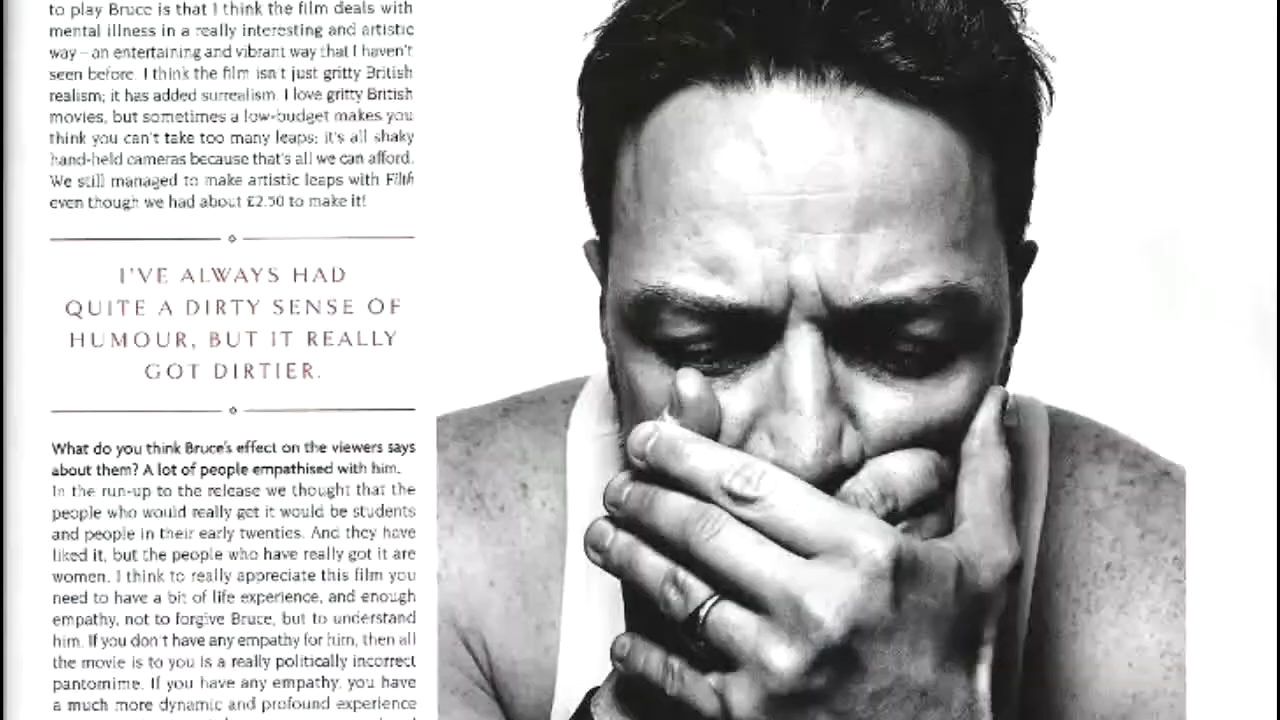 to play Bruce is that I think the film deals with
mental illness in a really interesting and artistic
way – an entertaining and vibrant way that I haven't
seen before. I think the film isn't just gritty British
realism; it has added surrealism. I love gritty British
movies, but sometimes a low-budget makes you
think you can't take too many leaps; it's all shaky
hand-held cameras because that's all we can afford.
We still managed to make artistic leaps with Filth
even though we had about £2.50 to make it!
I'VE ALWAYS HAD
QUITE A DIRTY SENSE OF
HUMOUR, BUT IT REALLY
GOT DIRTIER.
What do you think Bruce's effect on the viewers says
about them? A lot of people empathised with him.
In the run-up to the release we thought that the
people who would really get it would be students
and people in their early twenties. And they have
liked it, but the people who have really got it are
women. I think to really appreciate this film you
need to have a bit of life experience, and enough
empathy, not to forgive Bruce, but to understand
him. If you don't have any empathy for him, then all
the movie is to you is a really politically incorrect
pantomime. If you have any empathy, you have
a much more dynamic and profound experience